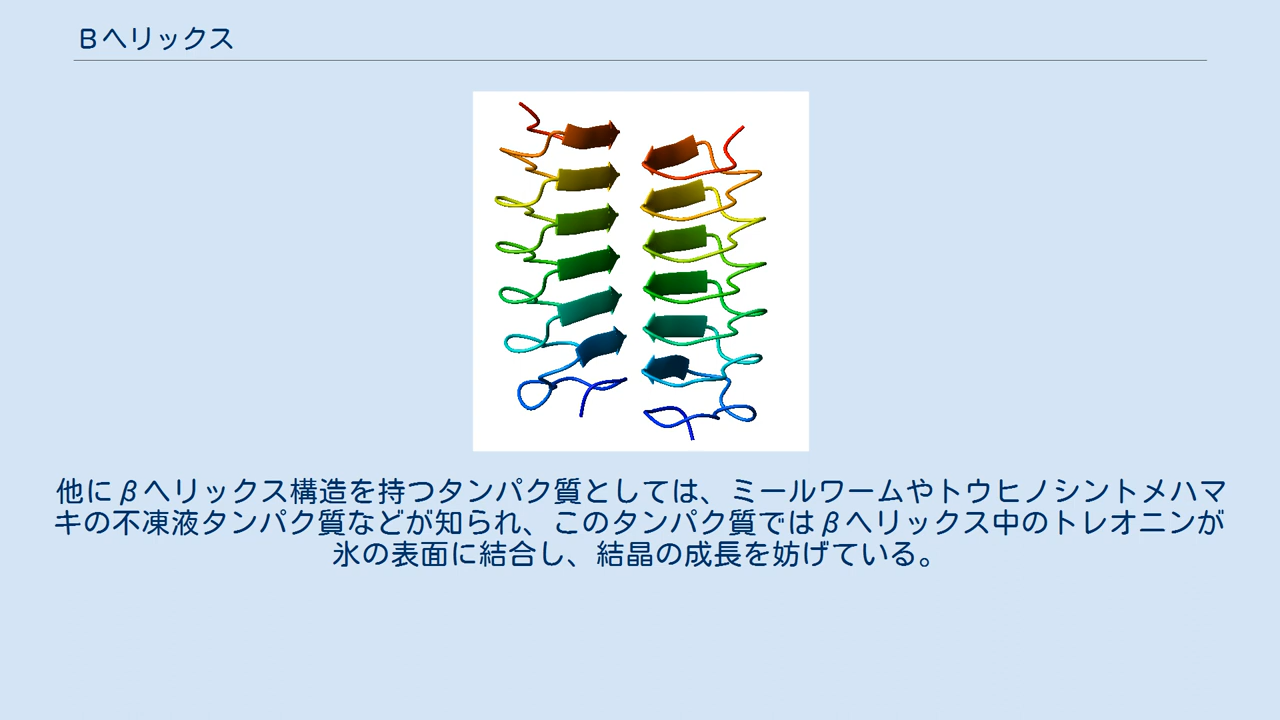 Βヘリックス
他にβヘリックス構造を持つタンパク質としては、ミールワームやトウヒノシントメハマ
キの不凍液タンパク質などが知られ、このタンパク質ではβヘリックス中のトレオニンが
氷の表面に結合し、結晶の成長を妨げている。